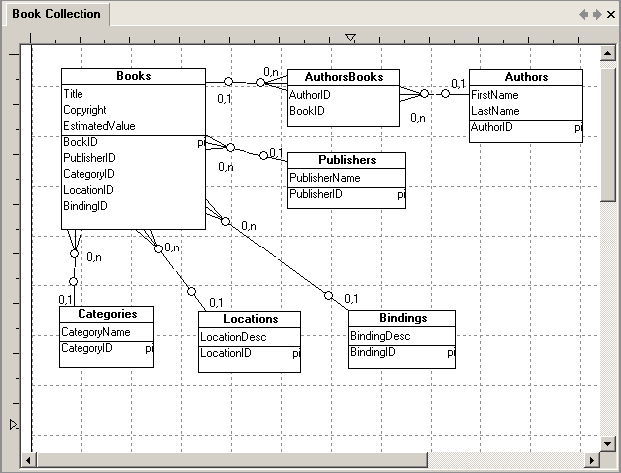 Book Collection
Books
Title
Copyright
EstimatedValue
BookID pi
PublisherID
CategoryID
LocationID
BindingID
0,1
0,n
AuthorsBooks
AuthorID
BookID
0,n
0,1
Authors
FirstName
LastName
AuthorID pi
0,n
0,1
Publishers
PublisherName
PublisherID pi
0,n
0,1
Categories
CategoryName
CategoryID pi
0,n
0,1
Locations
LocationDesc
LocationID pi
0,n
0,1
Bindings
BindingDesc
BindingID pi